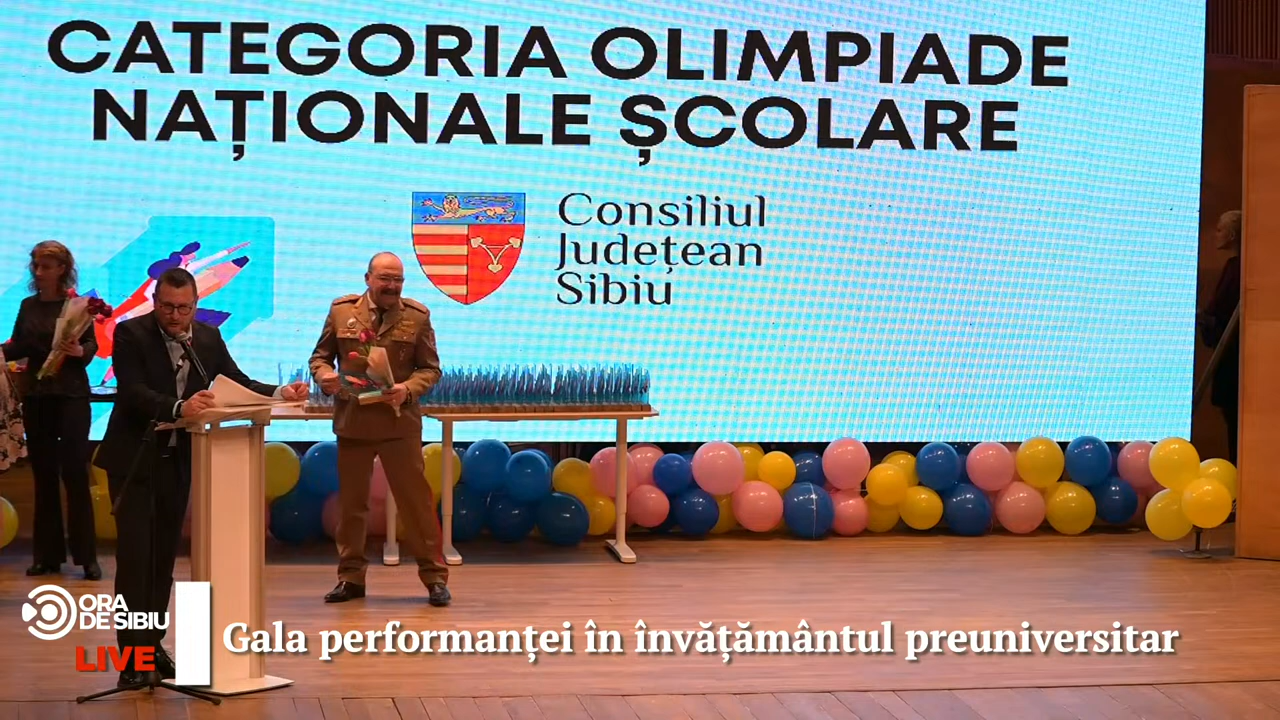 CATEGORIA OLIMPIADE
NAȚIONALE ȘCOLARE
Consiliul
Județean
Sibiu
ORA
DE SIBIU
LIVE
Gala performanței în învățământul preuniversitar